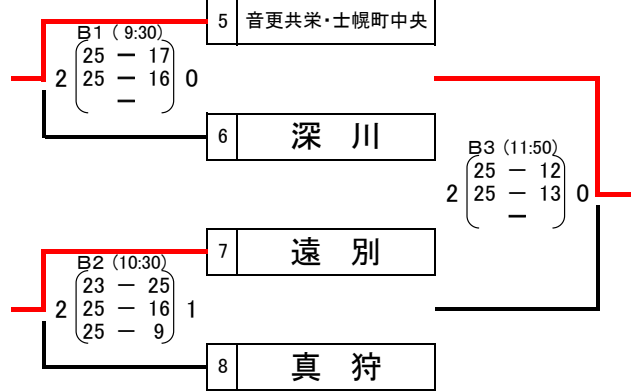 5 音更共栄・士幌町中央
B1 ( 9:30)
25 ー 17
2 25 ー 16 0
ー
6 深 川
B3 (11:50)
25 ー 12
2 25 ー 13 0
ー
7 遠 別
B2 (10:30)
23 ー 25
2 25 ー 16 1
25 ー 9
8 真 狩